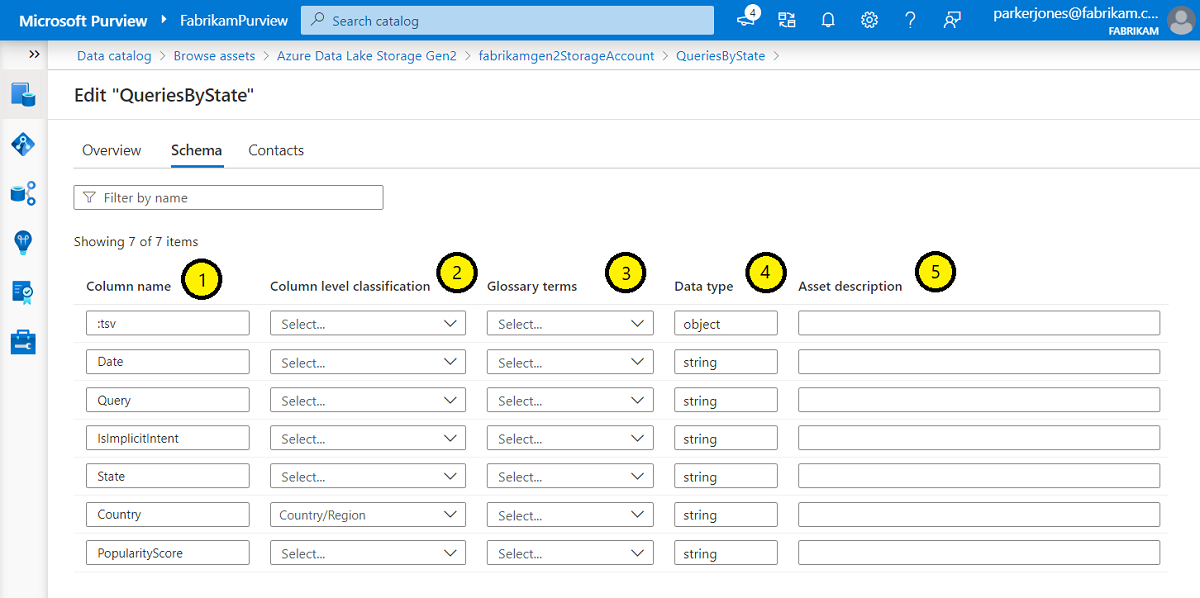 Microsoft Purview FabrikamPurview Search catalog 4 parkerjones@fabrikam.c...
FABRIKAM
Data catalog > Browse assets > Azure Data Lake Storage Gen2 > fabrikamgen2StorageAccount > QueriesByState >
Edit "QueriesByState"
Overview Schema Contacts
Filter by name
Showing 7 of 7 items
Column name 1 Column level classification 2 Glossary terms 3 Data type 4 Asset description 5
:tsv Select... Select... object
Date Select... Select... string
Query Select... Select... string
IsImplicitIntent Select... Select... string
State Select... Select... string
Country Country/Region Select... string
PopularityScore Select... Select... string